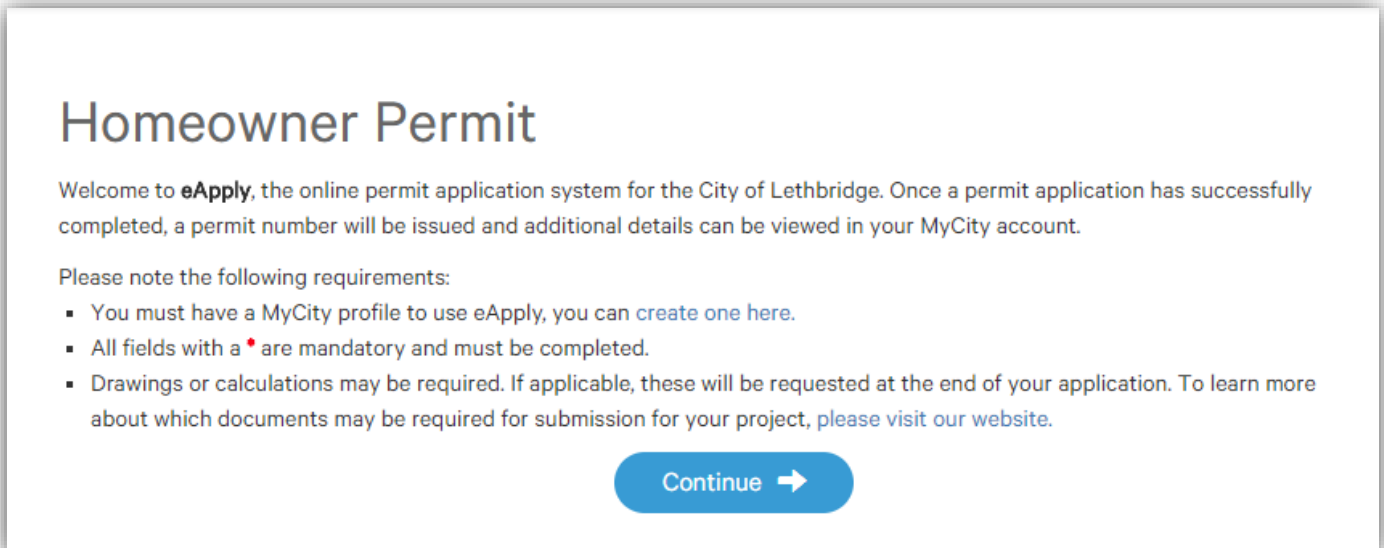 Homeowner Permit
Welcome to eApply, the online permit application system for the City of Lethbridge. Once a permit application has successfully
completed, a permit number will be issued and additional details can be viewed in your MyCity account.
Please note the following requirements:
▪ You must have a MyCity profile to use eApply, you can create one here.
▪ All fields with a * are mandatory and must be completed.
▪ Drawings or calculations may be required. If applicable, these will be requested at the end of your application. To learn more
about which documents may be required for submission for your project, please visit our website.
Continue